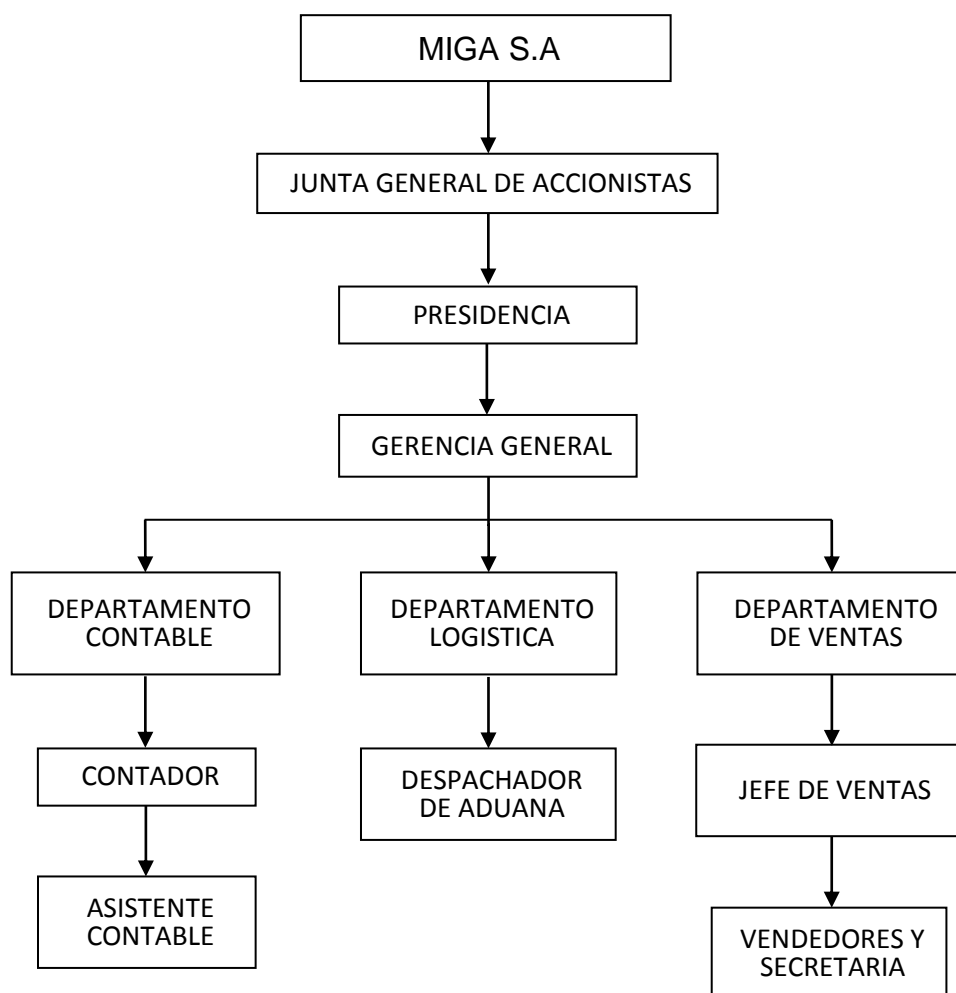 MIGA S.A
JUNTA GENERAL DE ACCIONISTAS
PRESIDENCIA
GERENCIA GENERAL
DEPARTAMENTO
CONTABLE
DEPARTAMENTO
LOGISTICA
DEPARTAMENTO
DE VENTAS
CONTADOR
DESPACHADOR
DE ADUANA
JEFE DE VENTAS
ASISTENTE
CONTABLE
VENDEDORES Y
SECRETARIA